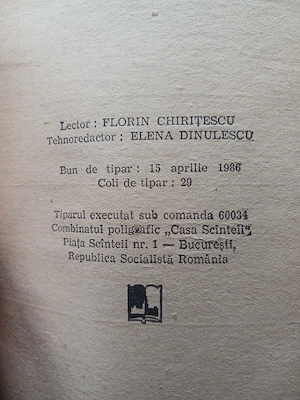 Lector : FLORIN CHIRIȚESCU
Tehnoredactor : ELENA DINULESCU
Bun de tipar : 15 aprilie 1986
Coli de tipar : 29
Tiparul executat sub comanda 60034
Combinatul poligrafic „Casa Scînteii”
Piața Scînteii nr. 1 — București,
Republica Socialistă România